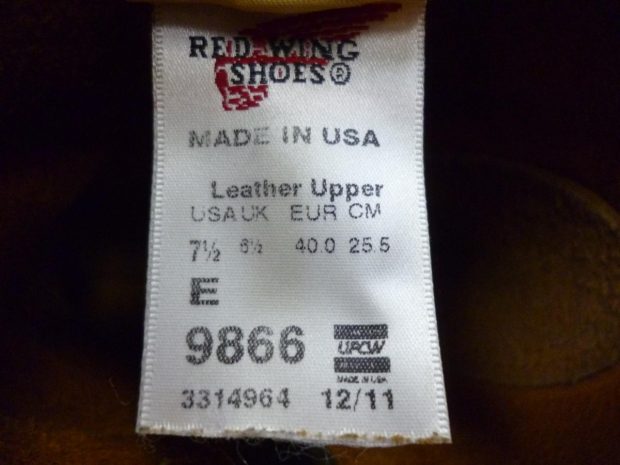 RED WING
SHOES®
MADE IN USA
Leather Upper
USA UK EUR CM
7½ 6½ 40.0 25.5
E
9866
UFCW
MADE IN U.S.A.
3314964 12/11